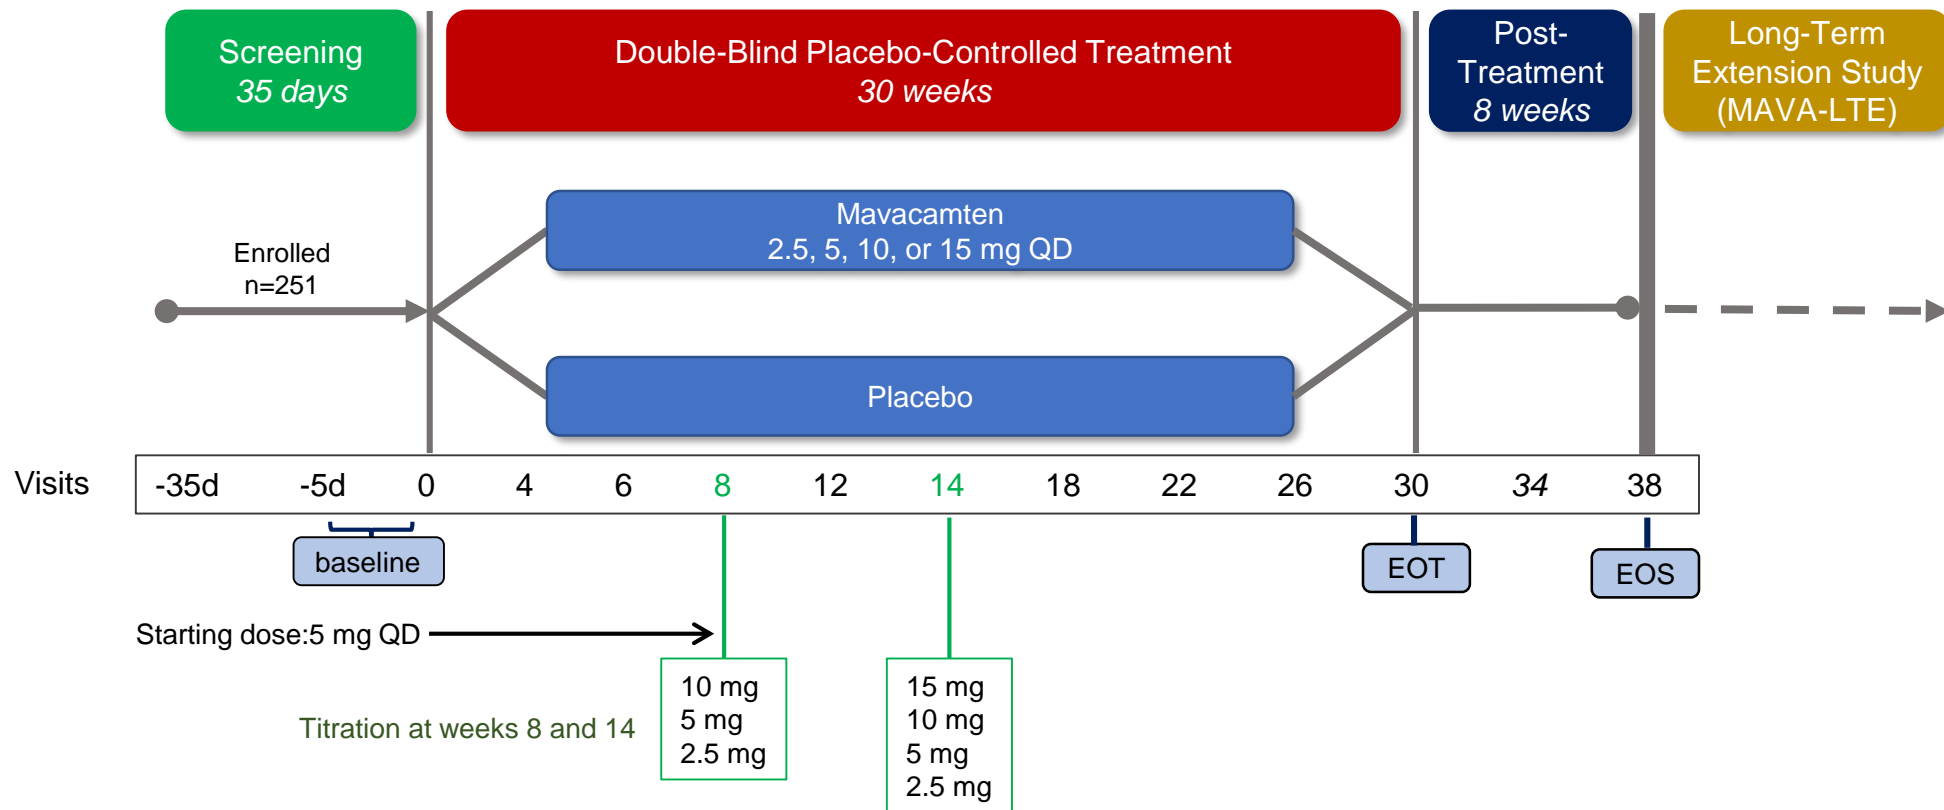 Screening
35 days
Double-Blind Placebo-Controlled Treatment
30 weeks
Post-
Treatment
8 weeks
Long-Term
Extension Study
(MAVA-LTE)
Enrolled
n=251
Mavacamten
2.5, 5, 10, or 15 mg QD
Placebo
Visits -35d -5d 0 4 6 8 12 14 18 22 26 30 34 38
baseline
EOT
EOS
Starting dose:5 mg QD
Titration at weeks 8 and 14
10 mg
5 mg
2.5 mg
15 mg
10 mg
5 mg
2.5 mg